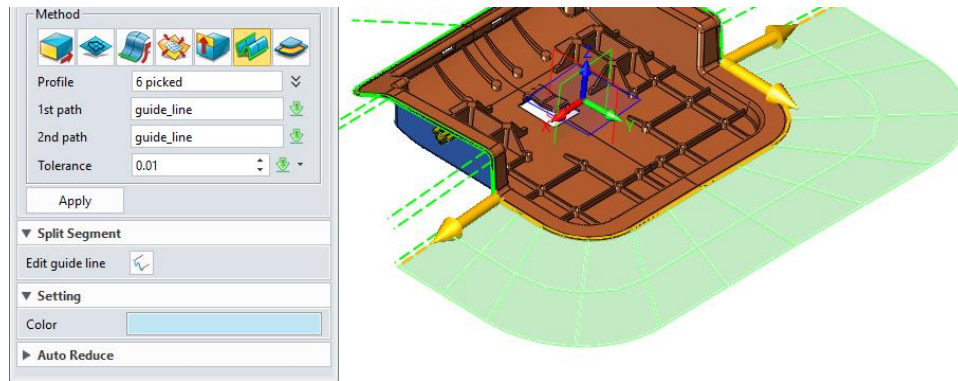 Method
Profile 6 picked
1st path guide_line
2nd path guide_line
Tolerance 0.01
Apply
Split Segment
Edit guide line
Setting
Color
Auto Reduce
Z
X
Y